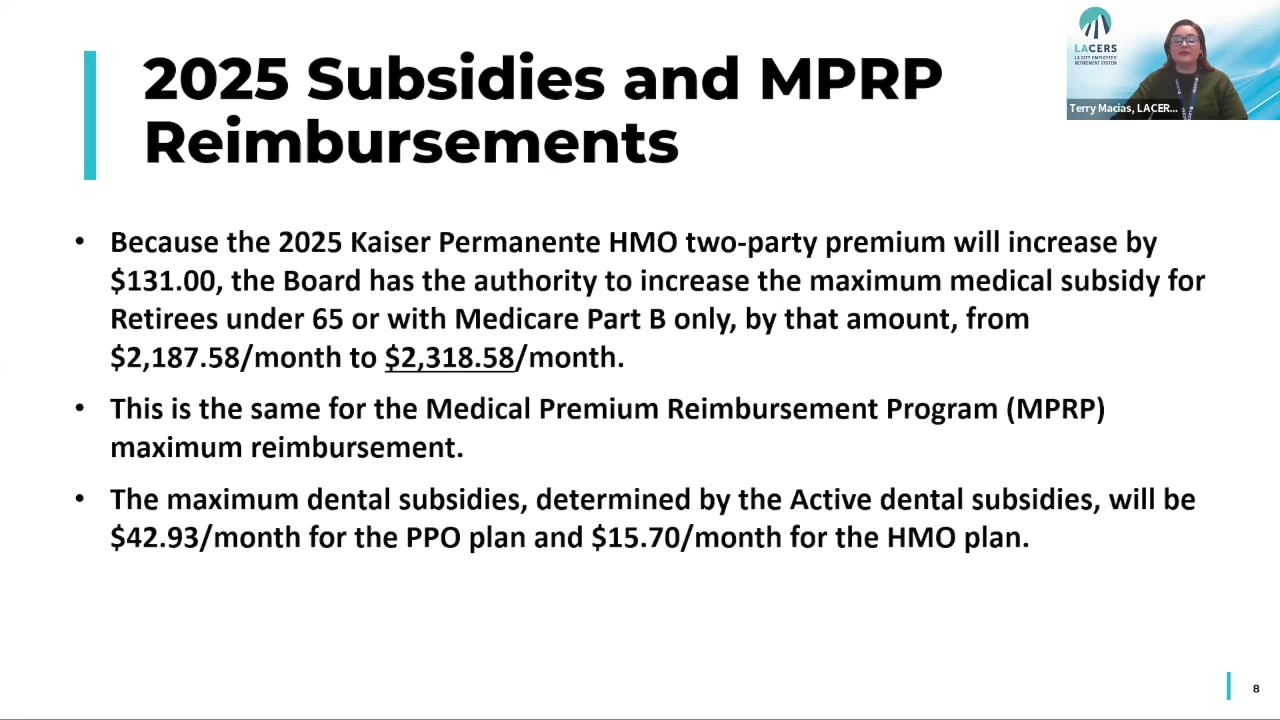 2025 Subsidies and MPRP
Reimbursements
LACERS
LA CITY EMPLOYEES'
RETIREMENT SYSTEM
Terry Macias, LACER...
• Because the 2025 Kaiser Permanente HMO two-party premium will increase by
$131.00, the Board has the authority to increase the maximum medical subsidy for
Retirees under 65 or with Medicare Part B only, by that amount, from
$2,187.58/month to $2,318.58/month.
• This is the same for the Medical Premium Reimbursement Program (MPRP)
maximum reimbursement.
• The maximum dental subsidies, determined by the Active dental subsidies, will be
$42.93/month for the PPO plan and $15.70/month for the HMO plan.
8